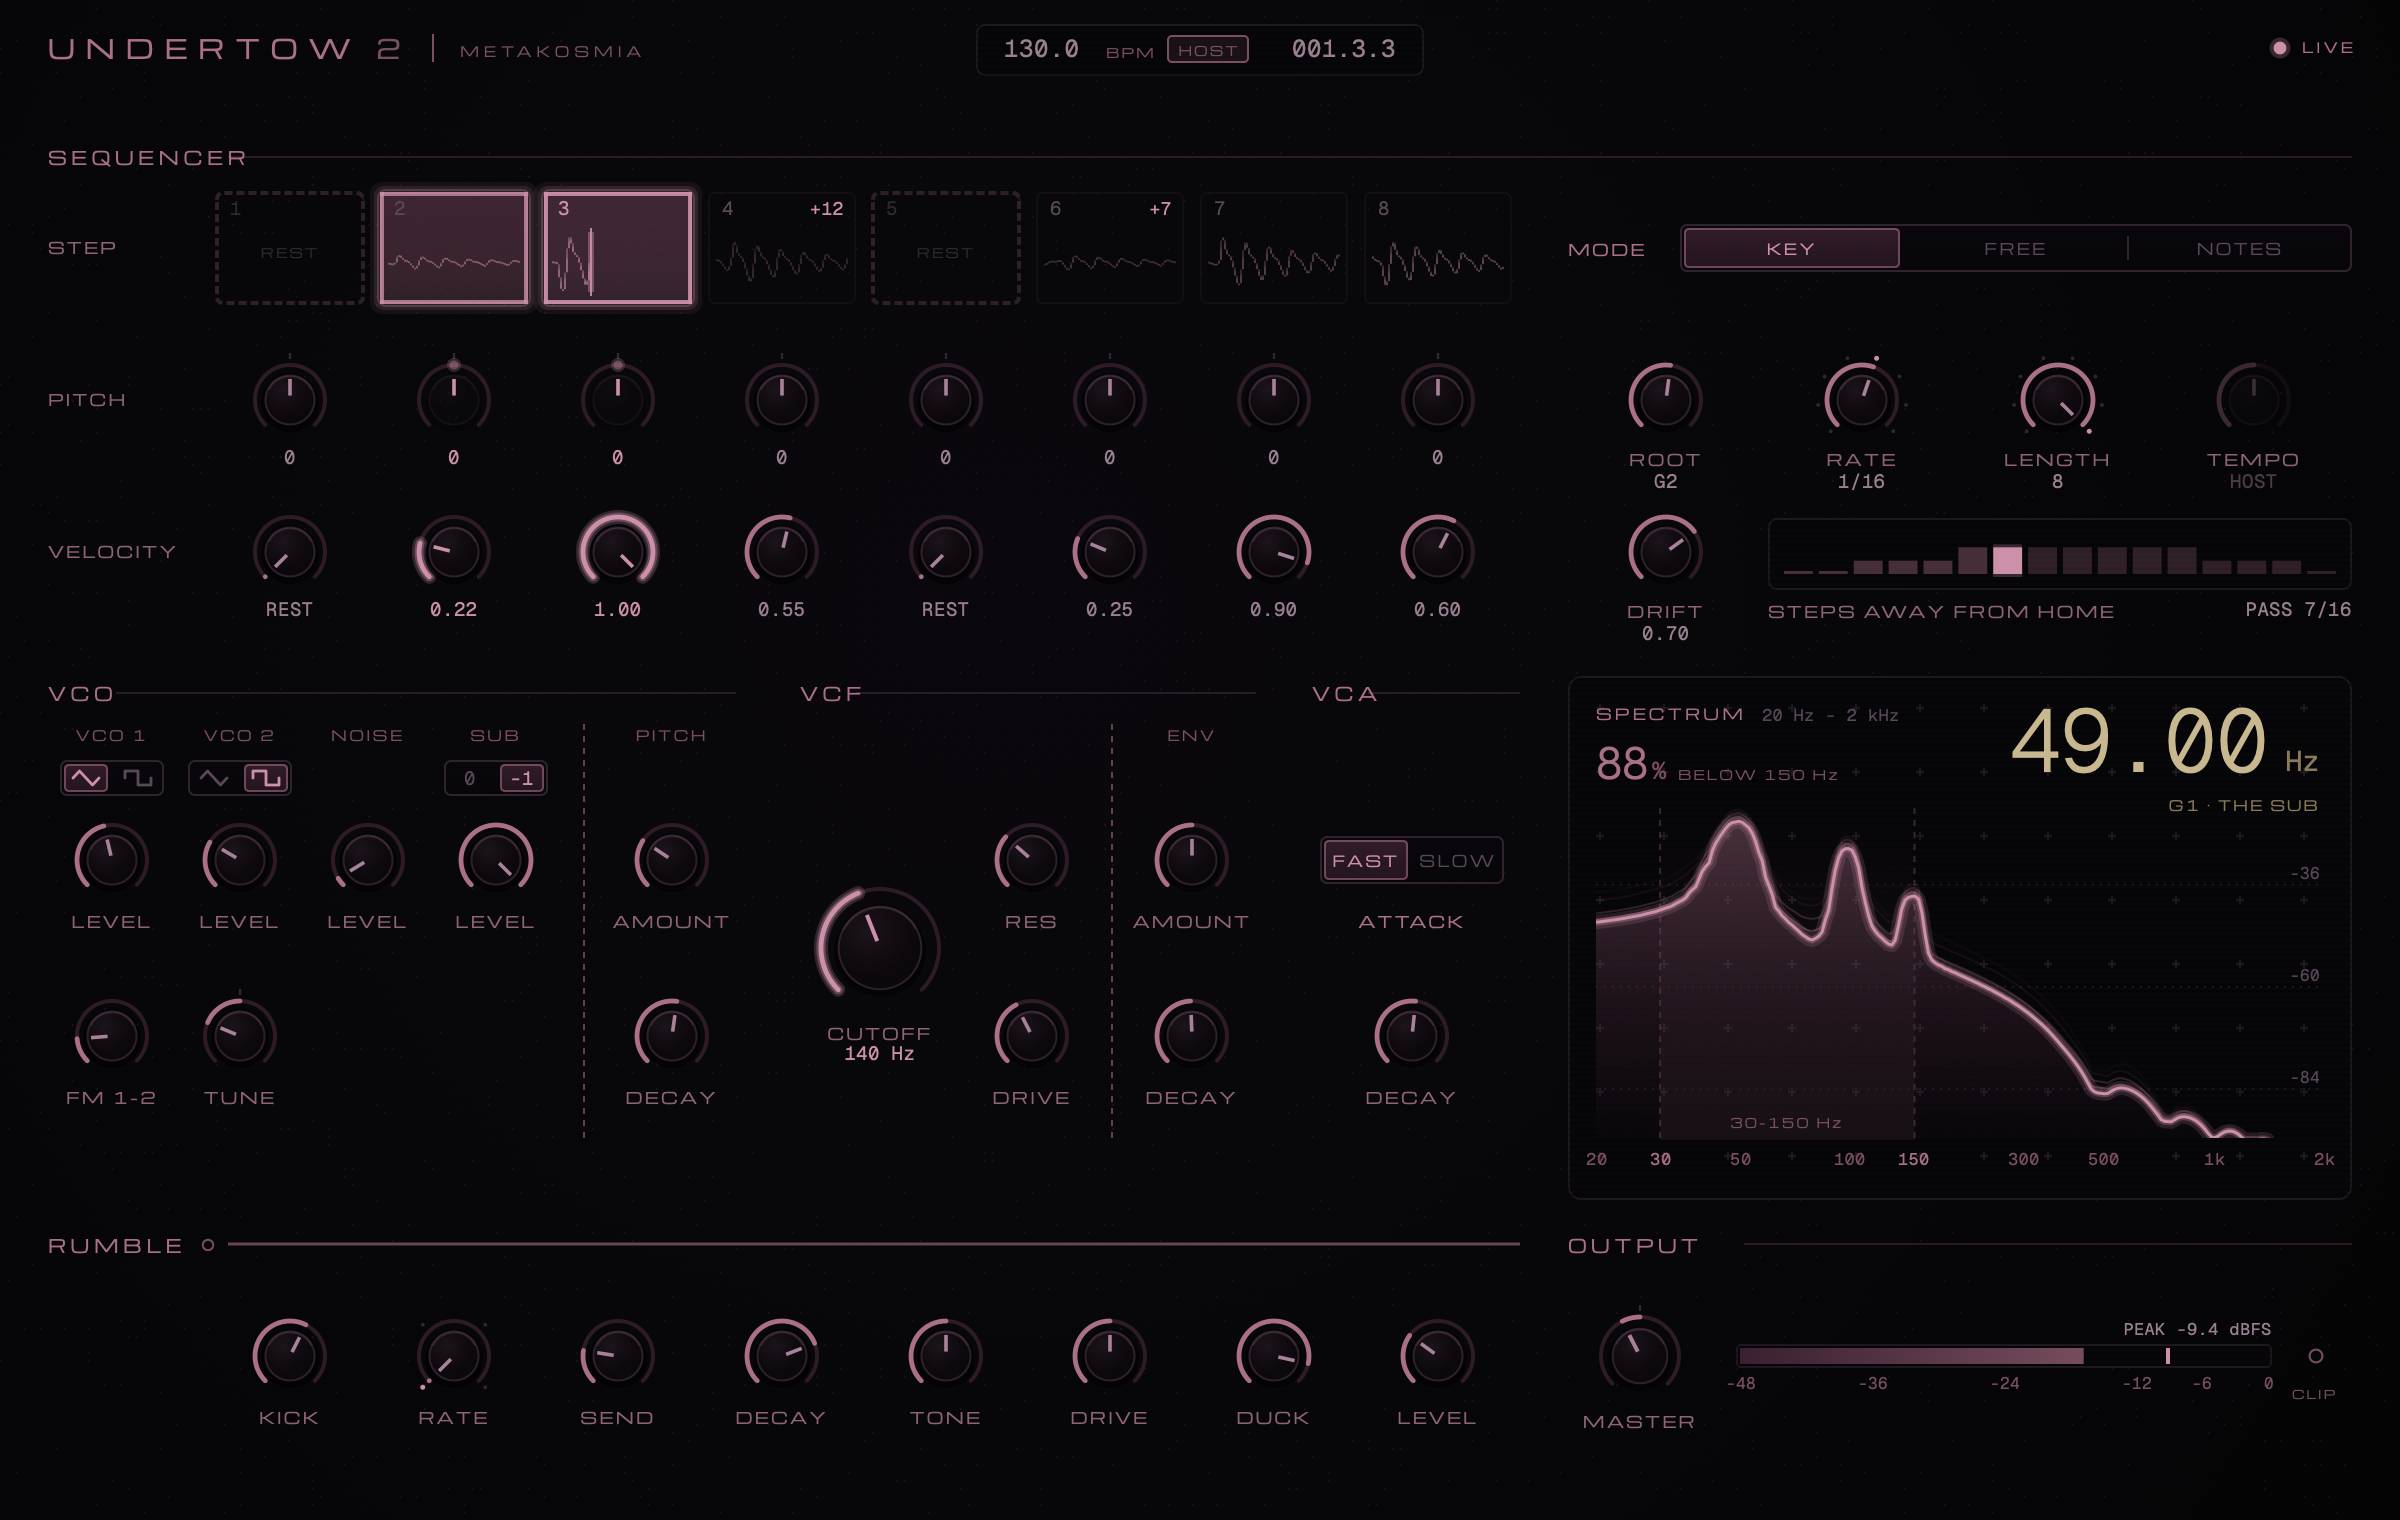 UNDERTOW 2 | METAKOSMIA
130.0 BPM HOST 001.3.3
LIVE
SEQUENCER
STEP
1 REST
2
3
4 +12
5 REST
6 +7
7
8
MODE KEY FREE NOTES
PITCH
0 0 0 0 0 0 0 0
ROOT RATE LENGTH TEMPO
G2 1/16 8 HOST
VELOCITY
REST 0.22 1.00 0.55 REST 0.25 0.90 0.60
DRIFT
0.70
STEPS AWAY FROM HOME PASS 7/16
VCO
VCO 1 VCO 2 NOISE SUB PITCH
0 -1
LEVEL LEVEL LEVEL LEVEL AMOUNT
FM 1-2 TUNE DECAY
VCF
ENV
RES AMOUNT
CUTOFF
140 Hz
DRIVE DECAY
VCA
FAST SLOW
ATTACK
DECAY
SPECTRUM 20 Hz - 2 kHz
49.00 Hz
88% BELOW 150 Hz
G1 · THE SUB
-36
-60
-84
30-150 Hz
20 30 50 100 150 300 500 1k 2k
RUMBLE
KICK RATE SEND DECAY TONE DRIVE DUCK LEVEL
OUTPUT
MASTER
PEAK -9.4 dBFS
-48 -36 -24 -12 -6 0
CLIP